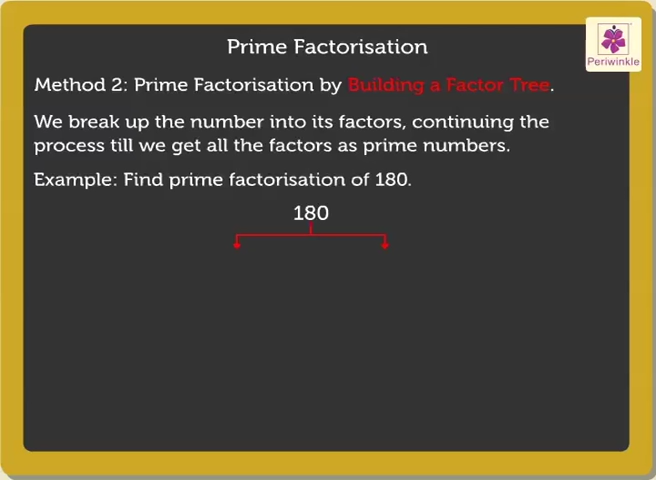 Prime Factorisation
Periwinkle
Method 2: Prime Factorisation by Building a Factor Tree.
We break up the number into its factors, continuing the
process till we get all the factors as prime numbers.
Example: Find prime factorisation of 180.
180